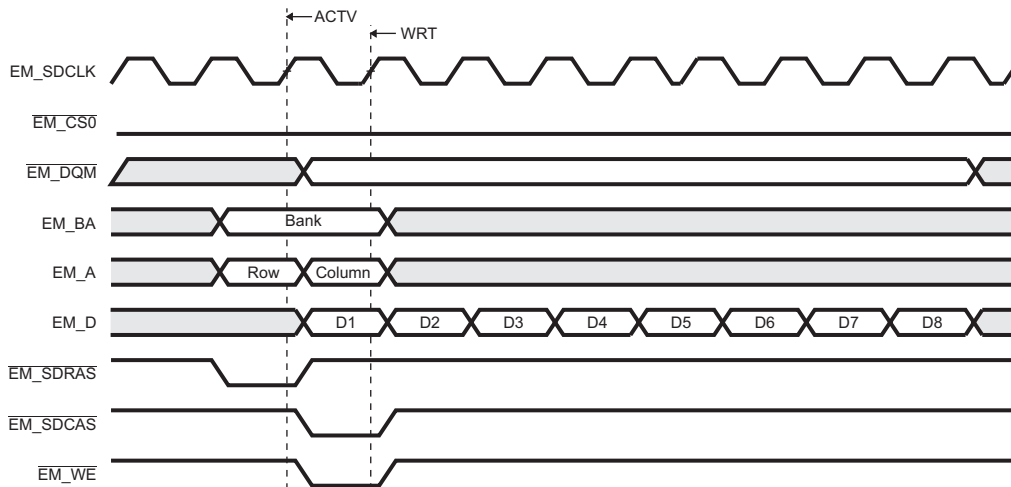 ACTV
WRT
EM_SDCLK
EM_CS0
EM_DQM
EM_BA
Bank
EM_A
Row Column
EM_D
D1 D2 D3 D4 D5 D6 D7 D8
EM_SDRAS
EM_SDCAS
EM_WE